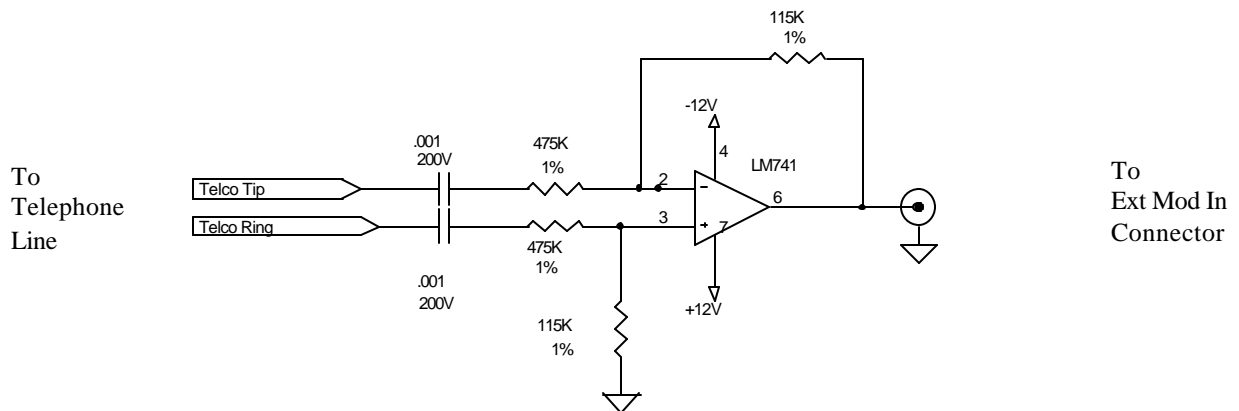 115K
1%
-12V
.001
200V
475K
1%
4
LM741
To
Telephone
Line
Telco Tip
2
-
6
To
Ext Mod In
Connector
Telco Ring
3
+
7
475K
1%
.001
200V
+12V
115K
1%